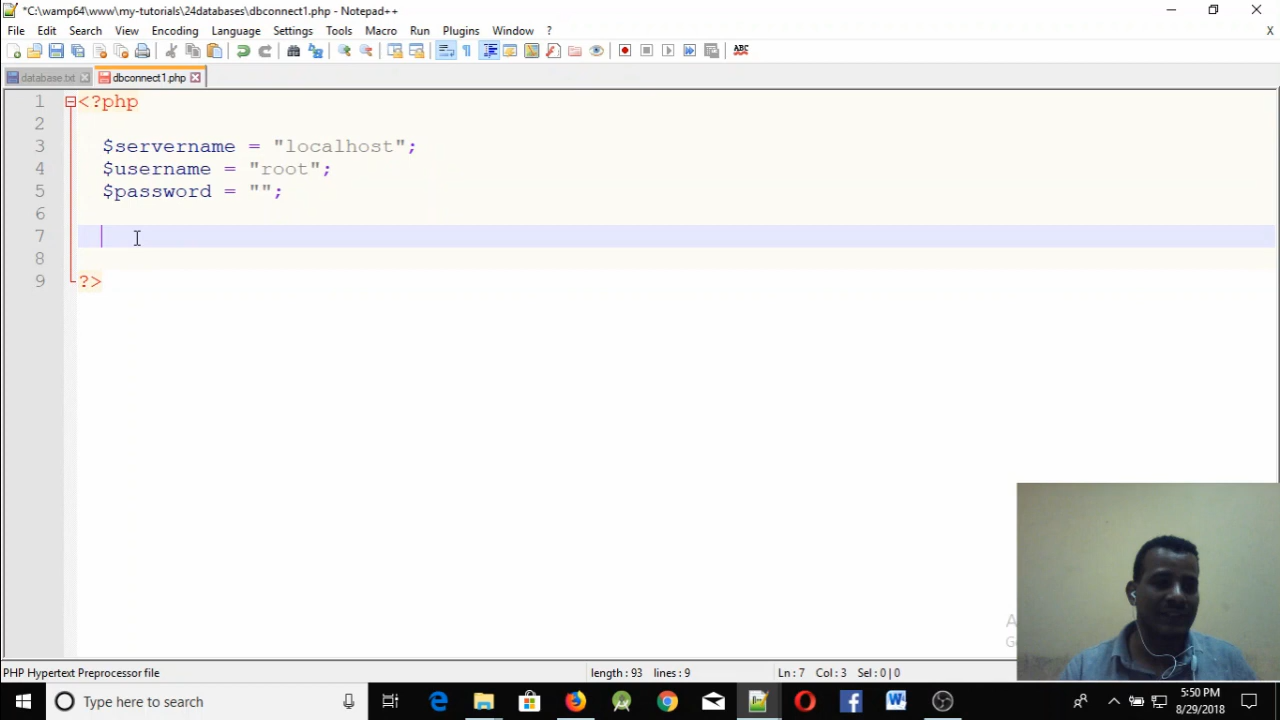 *C:\wamp64\www\my-tutorials\24databases\dbconnect1.php - Notepad++
File Edit Search View Encoding Language Settings Tools Macro Run Plugins Window ? X
ABC
database.txt dbconnect1.php
1 <?php
2
3 $servername = "localhost";
4 $username = "root";
5 $password = "";
6
7
8
9 ?>
PHP Hypertext Preprocessor file length : 93 lines : 9 Ln : 7 Col : 3 Sel : 0 | 0
Type here to search
5:50 PM
8/29/2018